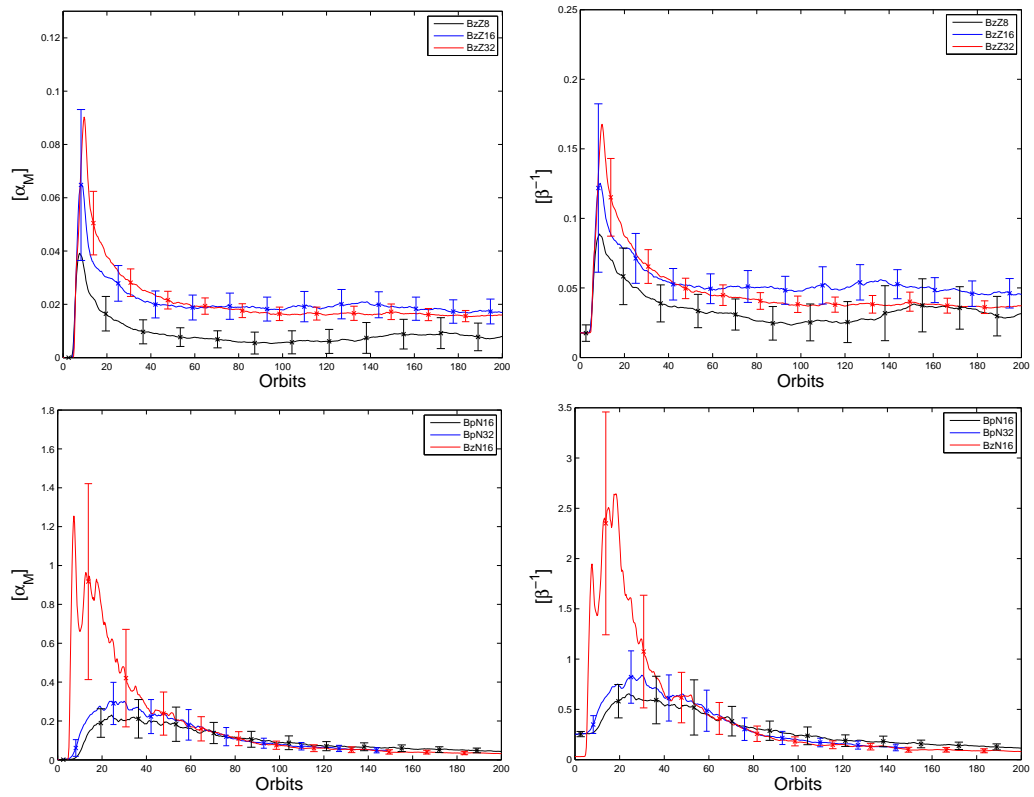 0.12
0.1
0.08
0.06
0.04
0.02
0
[α_M]
0 20 40 60 80 100 120 140 160 180 200
Orbits
BzZ8
BzZ16
BzZ32
0.25
0.2
0.15
0.1
0.05
0
[β⁻¹]
0 20 40 60 80 100 120 140 160 180 200
Orbits
BzZ8
BzZ16
BzZ32
1.8
1.6
1.4
1.2
1
0.8
0.6
0.4
0.2
0
[α_M]
0 20 40 60 80 100 120 140 160 180 200
Orbits
BpN16
BpN32
BzN16
3.5
3
2.5
2
1.5
1
0.5
0
[β⁻¹]
0 20 40 60 80 100 120 140 160 180 200
Orbits
BpN16
BpN32
BzN16